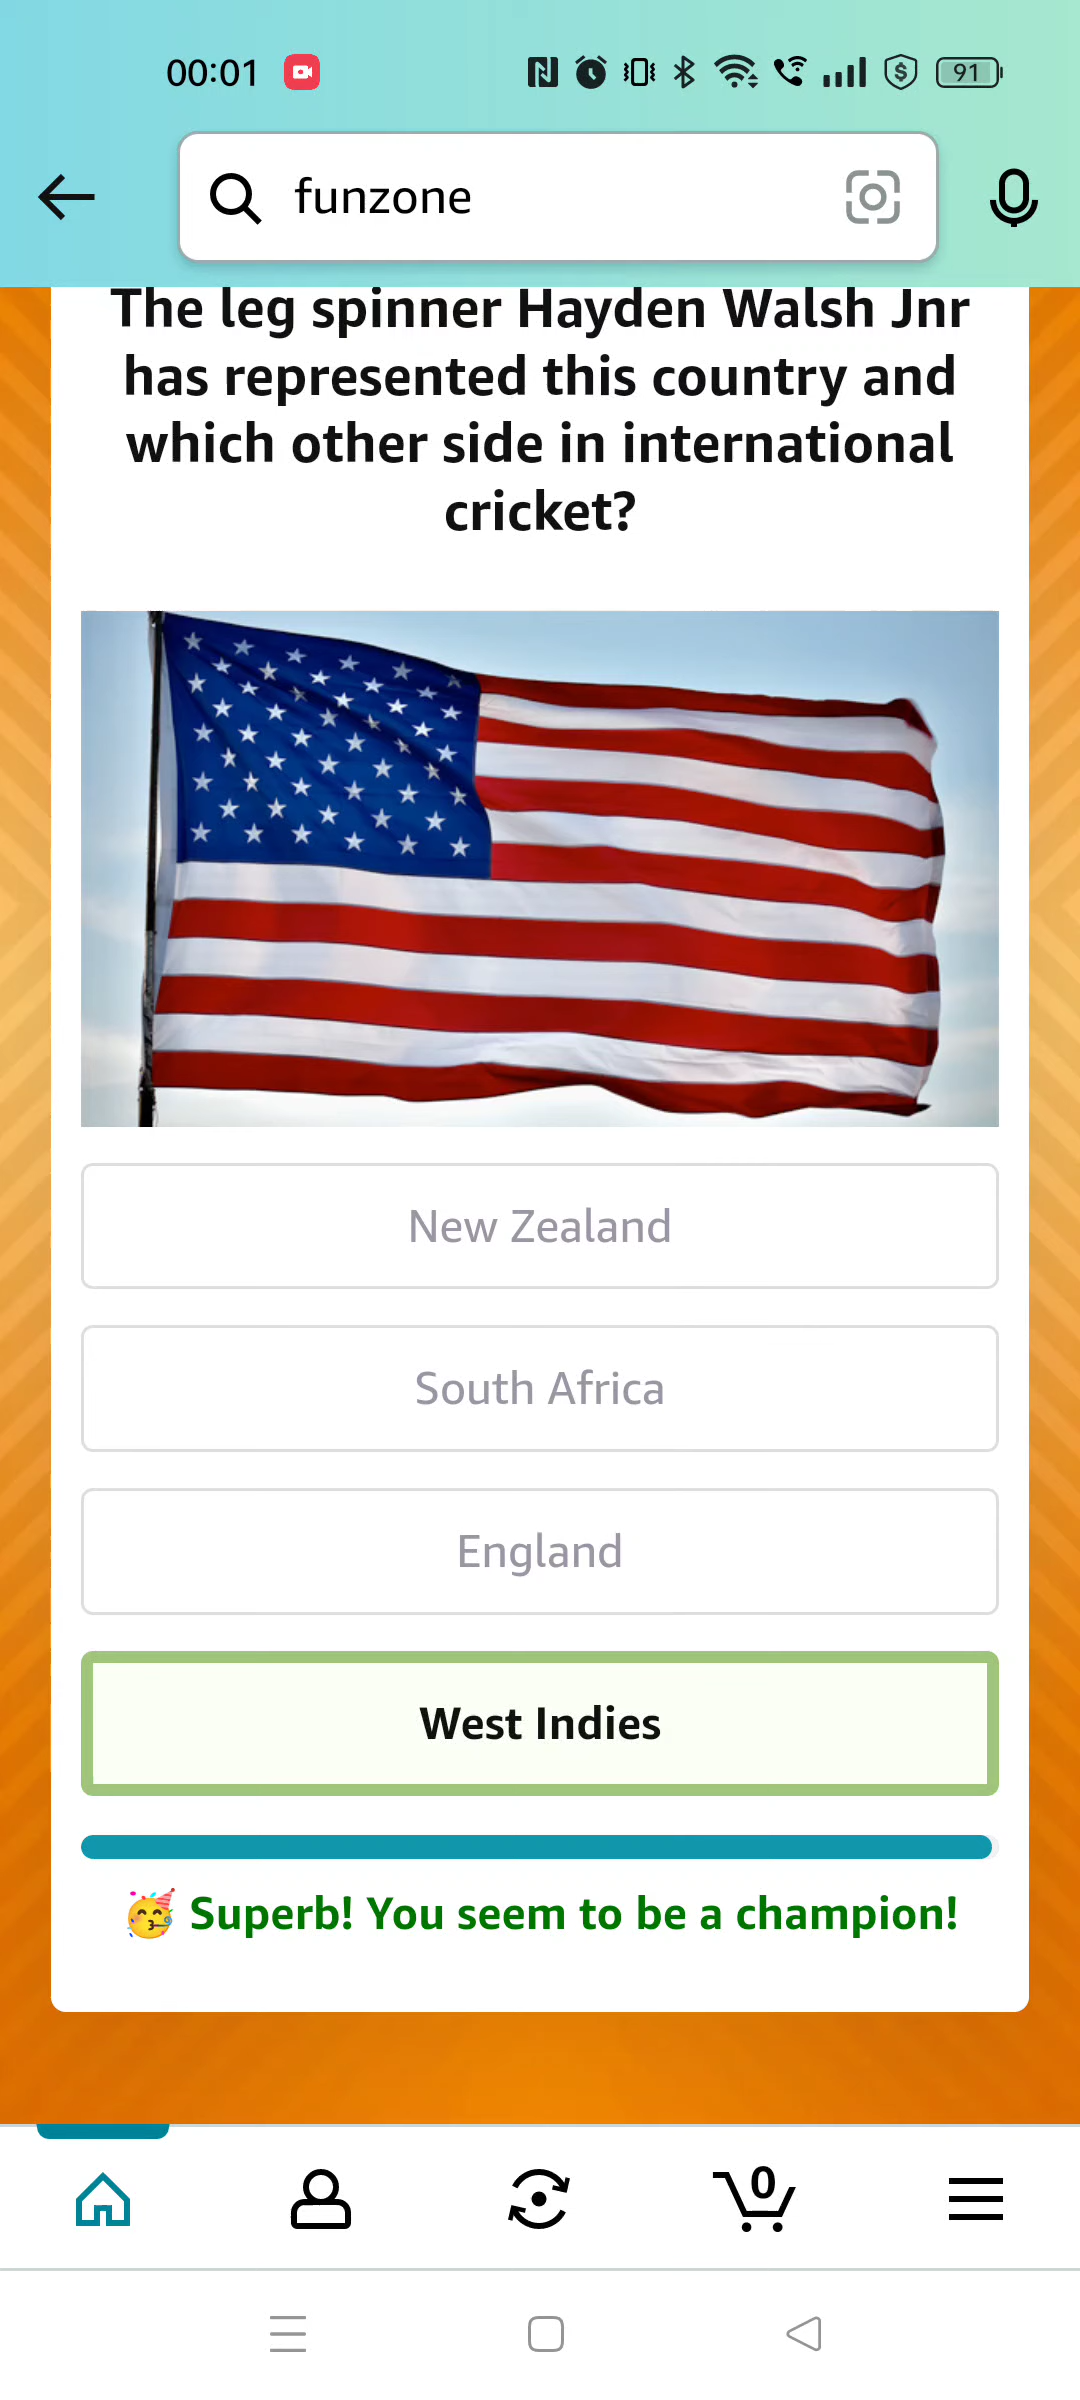 00:01
91
funzone
The leg spinner Hayden Walsh Jnr
has represented this country and
which other side in international
cricket?
New Zealand
South Africa
England
West Indies
🥳 Superb! You seem to be a champion!
0